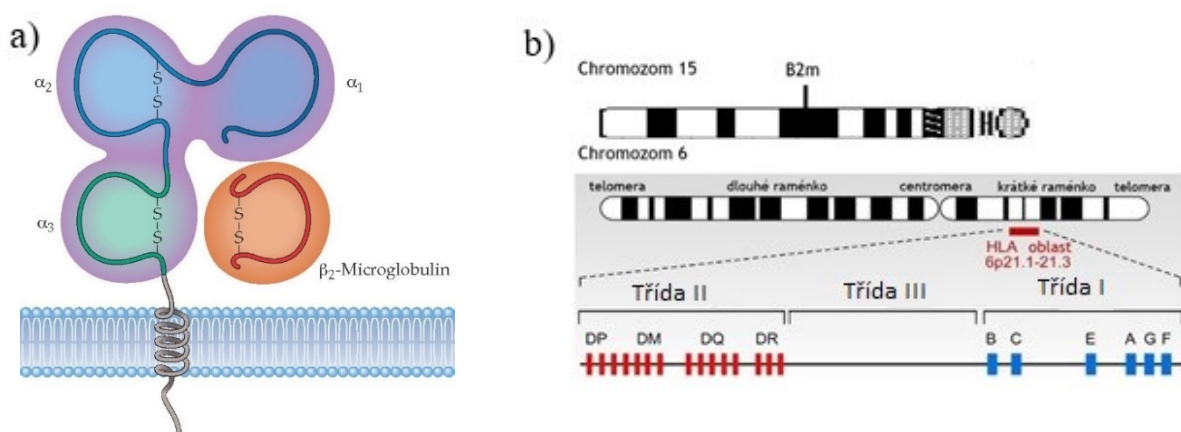 a)
α2
S
S
α1
α3
S
S
S
S
β2-Microglobulin
b)
Chromozom 15
B2m
Chromozom 6
telomera dlouhé raménko centromera krátké raménko telomera
HLA oblast
6p21.1-21.3
Třída II Třída III Třída I
DP DM DQ DR B C E A G F